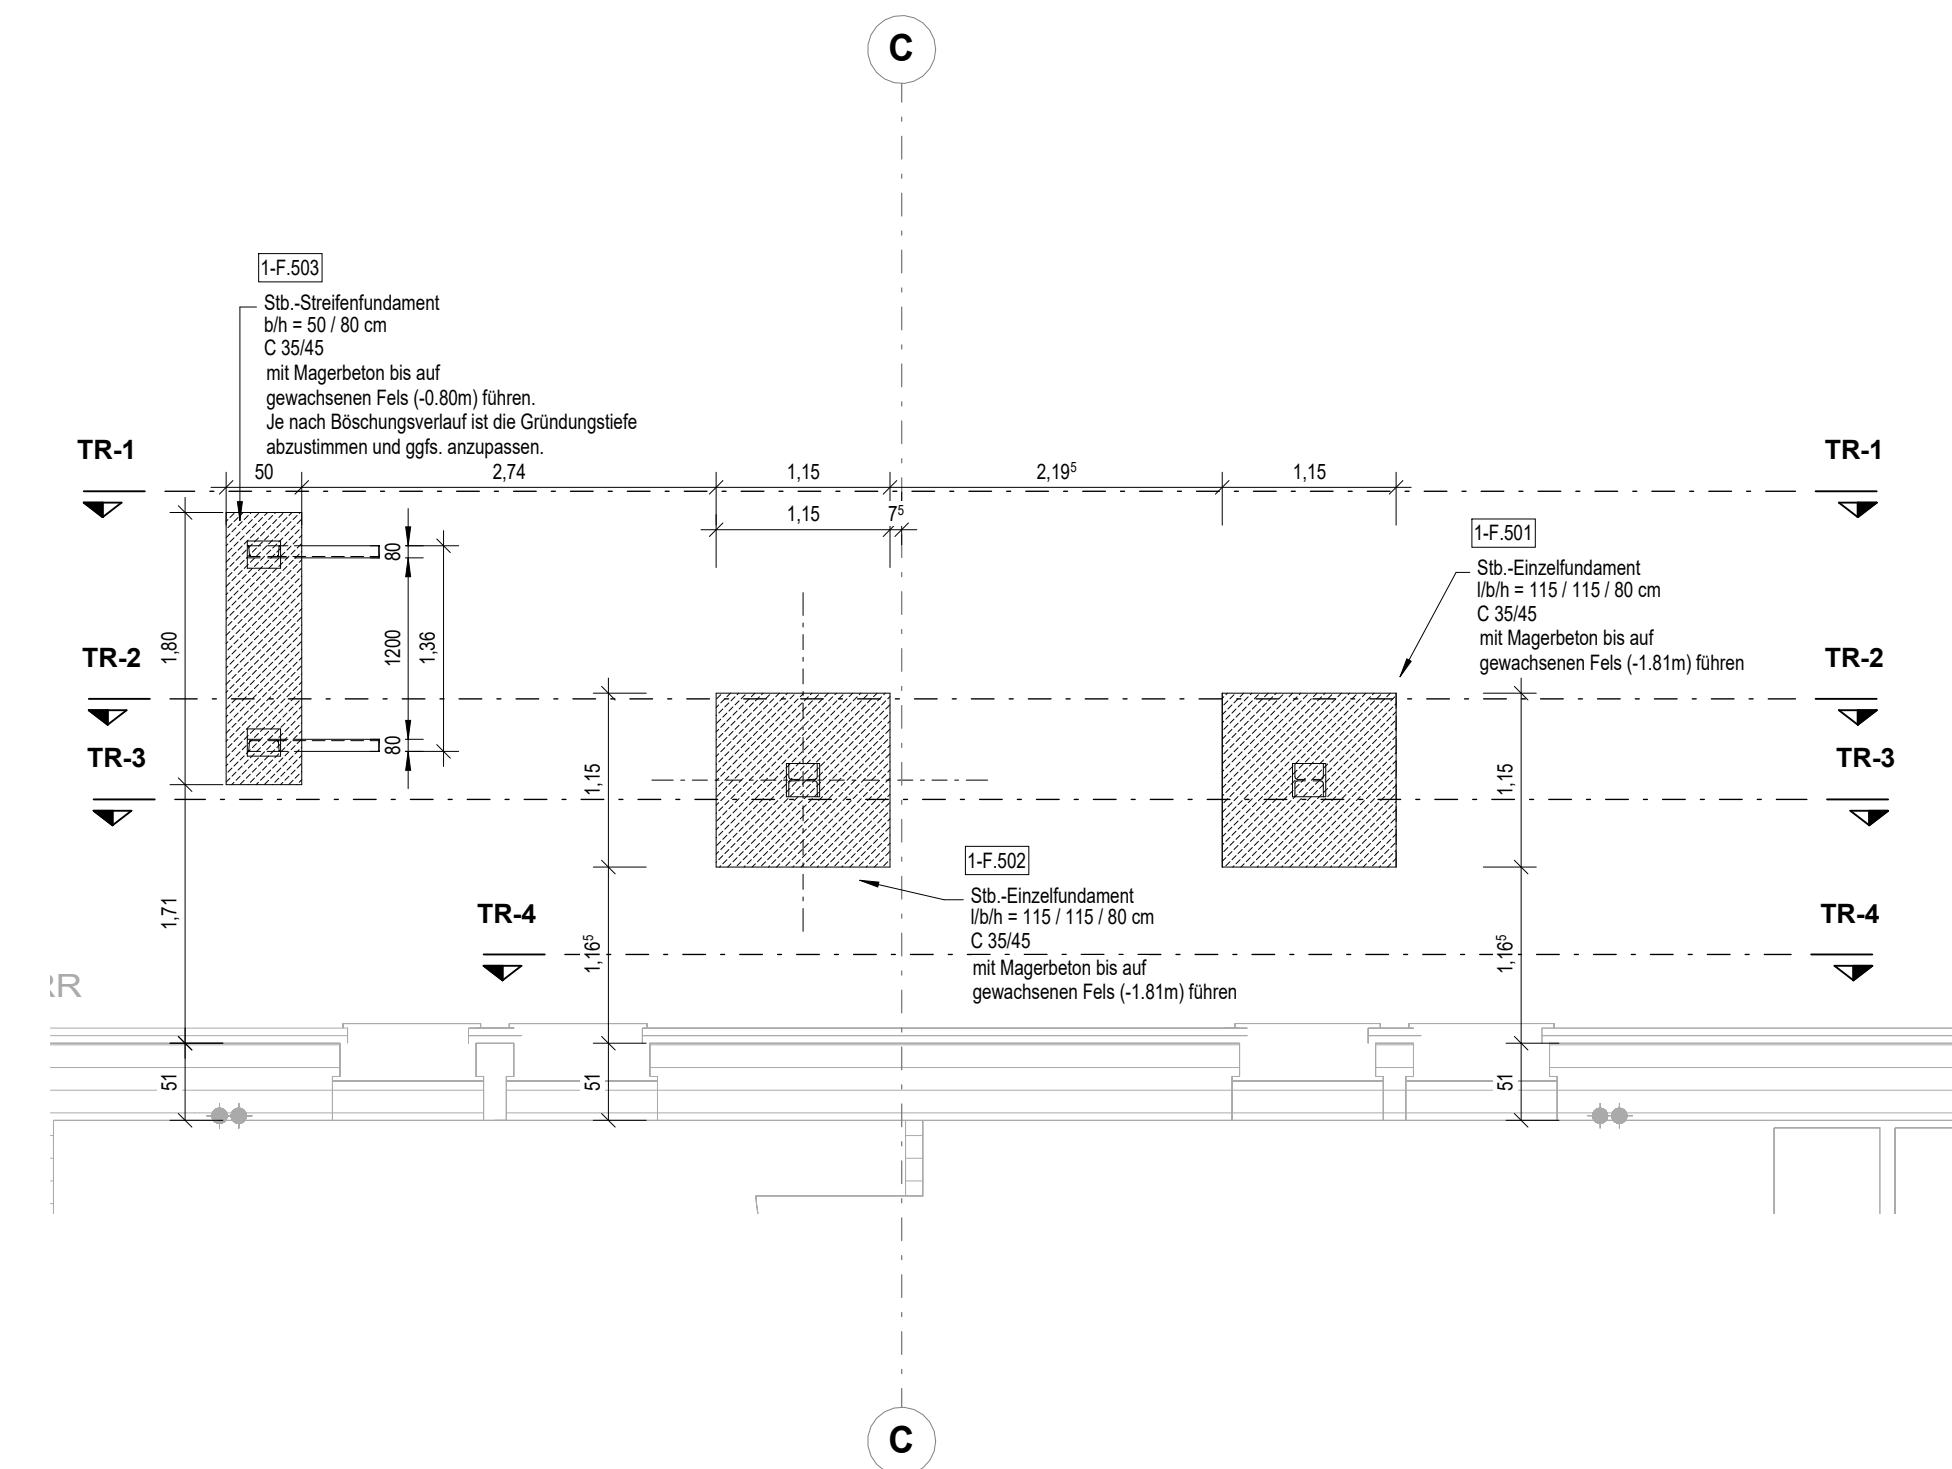 C
1-F.503
Stb.-Streifenfundament
b/h = 50 / 80 cm
C 35/45
mit Magerbeton bis auf
gewachsenen Fels (-0.80m) führen.
Je nach Böschungsverlauf ist die Gründungstiefe
abzustimmen und ggfs. anzupassen.
TR-1
TR-1
50
2,74
1,15
2,19⁵
1,15
1,15
7⁵
1-F.501
Stb.-Einzelfundament
l/b/h = 115 / 115 / 80 cm
C 35/45
mit Magerbeton bis auf
gewachsenen Fels (-1.81m) führen
80
1200
80
1,36
1,80
TR-2
TR-2
TR-3
TR-3
1,15
1,15
1-F.502
Stb.-Einzelfundament
l/b/h = 115 / 115 / 80 cm
C 35/45
mit Magerbeton bis auf
gewachsenen Fels (-1.81m) führen
TR-4
TR-4
1,71
1,16⁵
1,16⁵
51
51
51
C